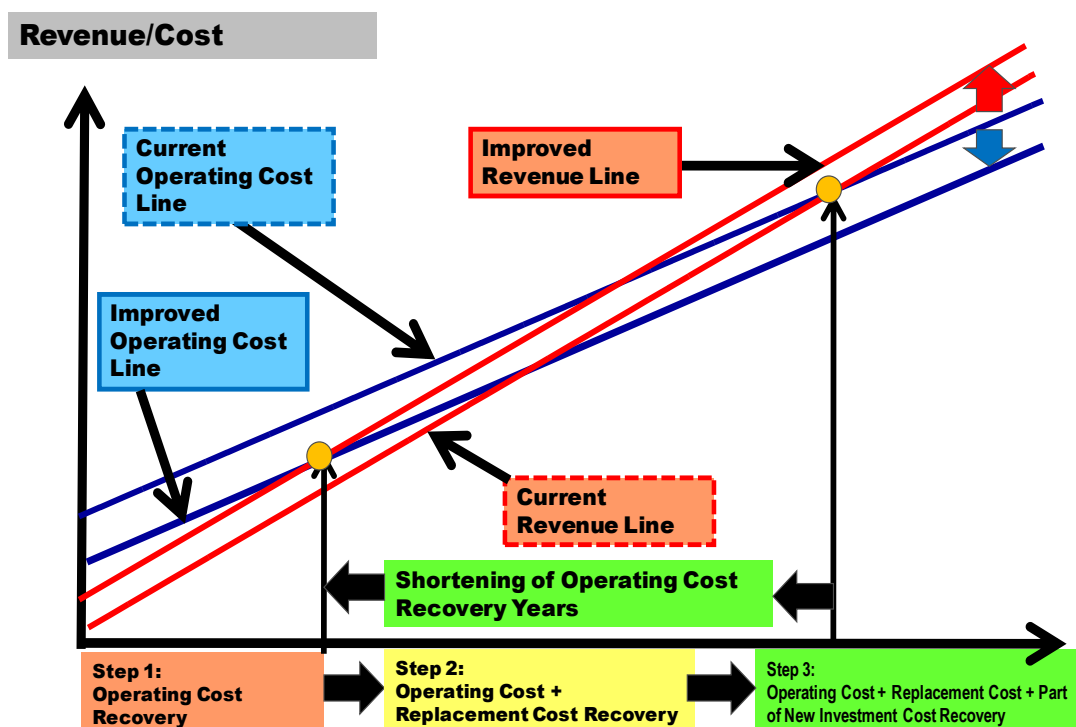 Revenue/Cost
Current
Operating Cost
Line
Improved
Revenue Line
Improved
Operating Cost
Line
Current
Revenue Line
Shortening of Operating Cost
Recovery Years
Step 1:
Operating Cost
Recovery
Step 2:
Operating Cost +
Replacement Cost Recovery
Step 3:
Operating Cost + Replacement Cost + Part
of New Investment Cost Recovery